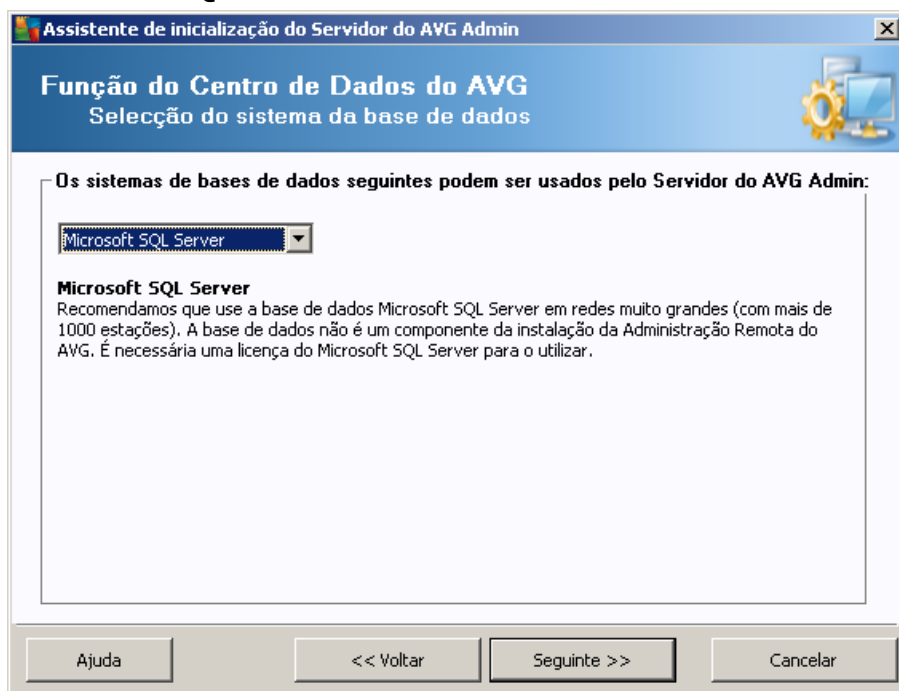 Assistente de inicialização do Servidor do AVG Admin
Função do Centro de Dados do AVG
Selecção do sistema da base de dados
Os sistemas de bases de dados seguintes podem ser usados pelo Servidor do AVG Admin:
Microsoft SQL Server
Microsoft SQL Server
Recomendamos que use a base de dados Microsoft SQL Server em redes muito grandes (com mais de
1000 estações). A base de dados não é um componente da instalação da Administração Remota do
AVG. É necessária uma licença do Microsoft SQL Server para o utilizar.
Ajuda
<< Voltar
Seguinte >>
Cancelar